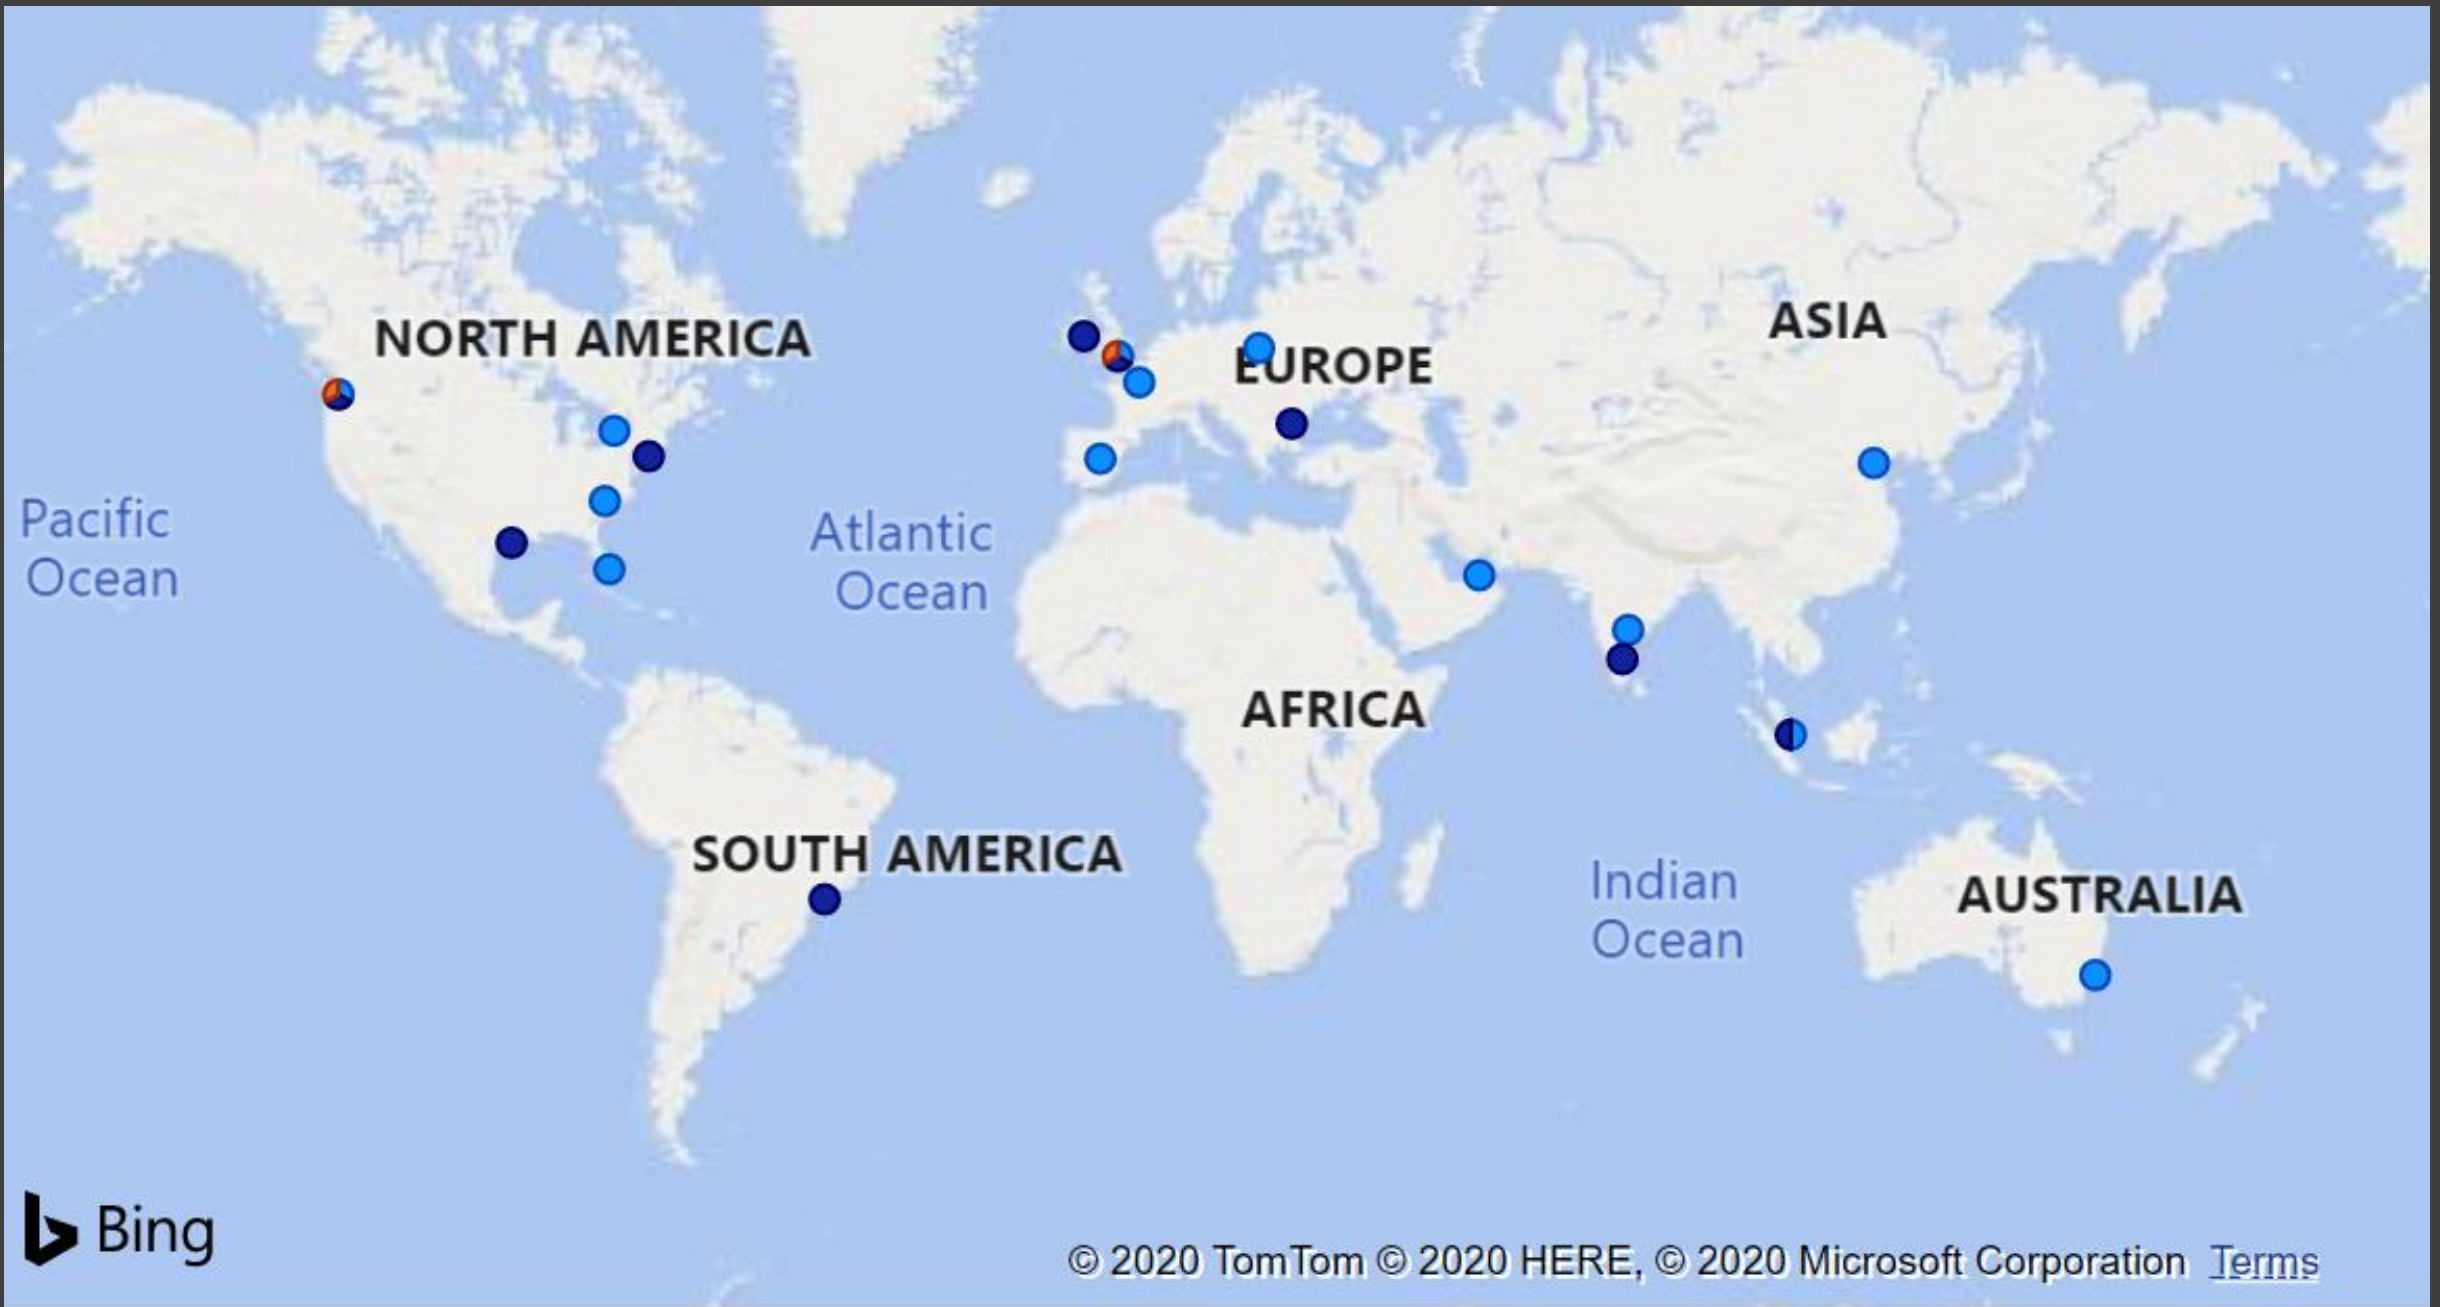 NORTH AMERICA
ASIA
EUROPE
Pacific
Ocean
Atlantic
Ocean
AFRICA
SOUTH AMERICA
Indian
Ocean
AUSTRALIA
Bing
© 2020 TomTom © 2020 HERE, © 2020 Microsoft Corporation Terms